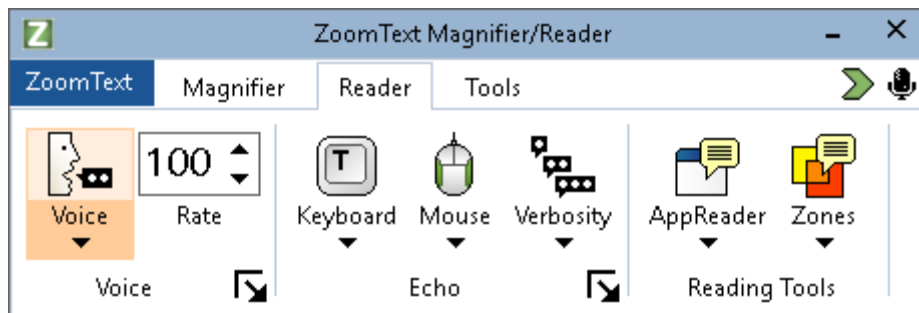 Z ZoomText Magnifier/Reader
ZoomText Magnifier Reader Tools
100 T
Voice Rate Keyboard Mouse Verbosity AppReader Zones
Voice Echo Reading Tools